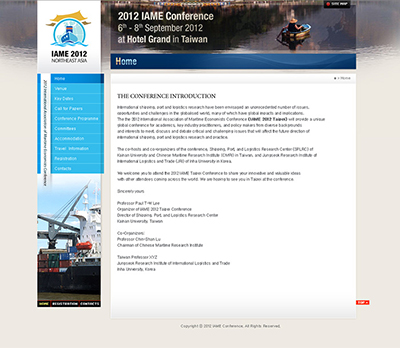 SITE MAP
2012 IAME Conference
6th - 8th September 2012
at Hotel Grand in Taiwan
IAME 2012
NORTHEAST ASIA
Home
Home
Home
Venue
Key Dates
Call for Papers
Conference Programme
Committees
Accommodation
Travel Information
Registration
Contacts
2012 International Association of Maritime Economists Conference
THE CONFERENCE INTRODUCTION
International shipping, port and logistics research have been envisaged an unprecedented number of issues,
opportunities and challenges in the globalised world, many of which have global impacts and implications.
The the 2012 International Association of Maritime Economists Conference (IAME 2012 Taipei) will provide a unique
global conference for academics, key industry practitioners, and policy makers from diverse backgrounds
and interests to meet, discuss and debate critical and challenging issues that will affect the future direction of
international shipping, port and logistics research and practice.
The co-hosts and co-organizers of the conference, Shipping, Port and Logistics Research Center (SPLRC) of
Kainan University and Chinese Maritime Research Institute (CMRI) in Taiwan, and Jungseok Research Institute of
International Logistics and Trade (JRI) of Inha University in Korea.
We welcome you to attend the 2012 IAME Taipei Conference to share your innovative and valuable ideas
with other attendees coming across the world. We are looking to see you in Taipei at the conference.
Sincerely yours,
Professor Paul T-W Lee
Organizer of IAME 2012 Taipei Conference
Director of Shipping, Port, and Logistics Research Center
Kainan University, Taiwan
Co-Organizers:
Professor Chin-Shan Lu
Chairman of Chinese Maritime Research Institute
Taiwan Professor XYZ
Jungseok Research Institute of International Logistics and Trade
Inha University, Korea
HOME REGISTRATION CONTACTS
TOP
Copyright © 2012 IAME Conference, All Rights Reserved.